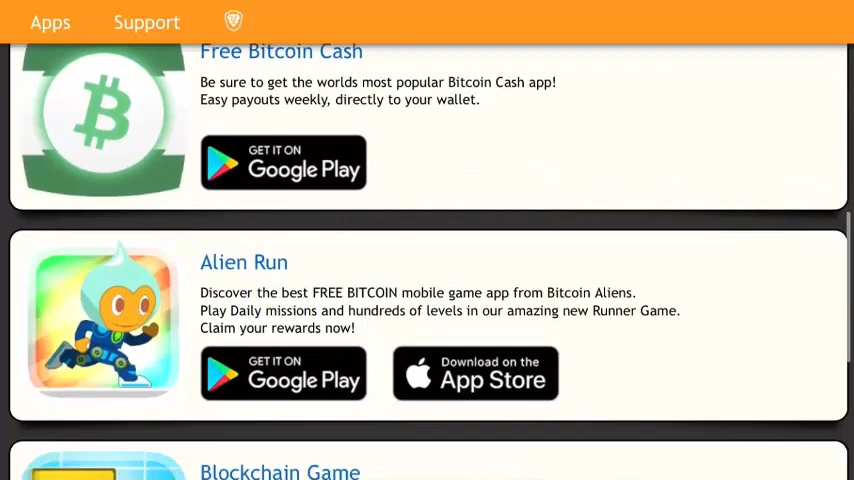 Apps Support
Free Bitcoin Cash
Be sure to get the worlds most popular Bitcoin Cash app!
Easy payouts weekly, directly to your wallet.
GET IT ON
Google Play
Alien Run
Discover the best FREE BITCOIN mobile game app from Bitcoin Aliens.
Play Daily missions and hundreds of levels in our amazing new Runner Game.
Claim your rewards now!
GET IT ON
Google Play
Download on the
App Store
Blockchain Game